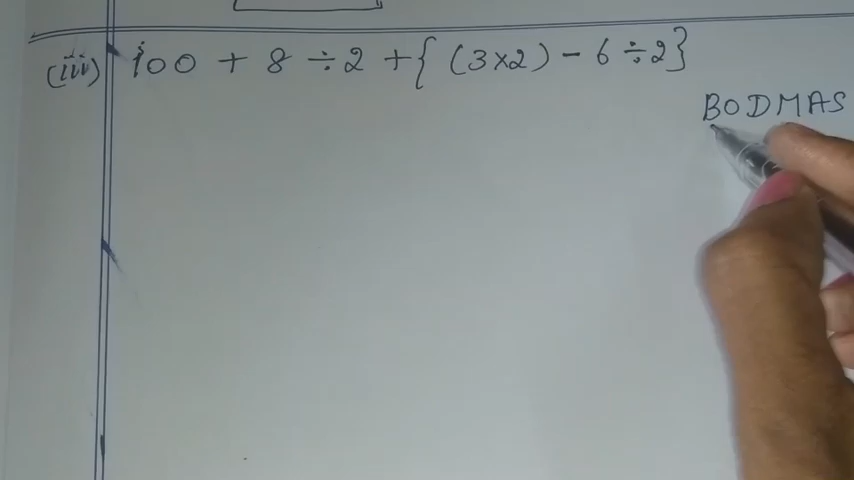 (iii) 100 + 8 ÷ 2 + { (3×2) - 6 ÷ 2 }
BODMAS